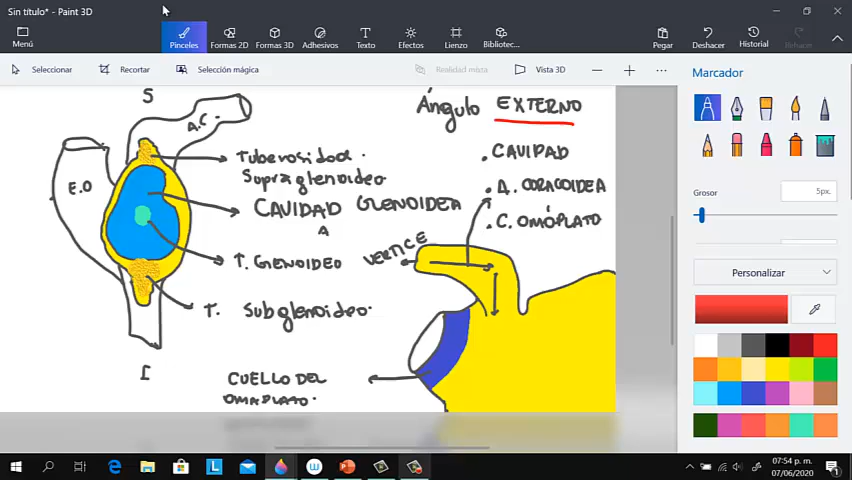 Sin título* - Paint 3D
Menú
Pinceles
Formas 2D
Formas 3D
Adhesivos
Texto
Efectos
Lienzo
Bibliotec...
Pegar
Deshacer
Historial
Rehacer
Seleccionar
Recortar
Selección mágica
Realidad mixta
Vista 3D
Marcador
Grosor
5px.
Personalizar
S
A.C.
E.O
I
Ángulo EXTERNO
. CAVIDAD
. A. CORACOIDEA
. C. OMÓPLATO
Tuberosidad.
Supraglenoideo
CAVIDAD GLENOIDEA
A
T. GLENOIDEO
VERTICE
T. Subglenoideo.
CUELLO DEL
OMAPLATO.
07:54 p. m.
07/06/2020